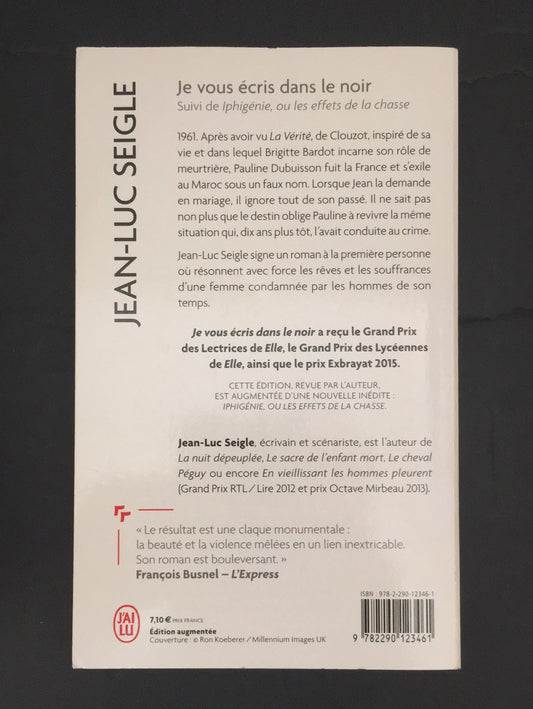 JEAN-LUC SEIGLE
Je vous écris dans le noir
Suivi de Iphigénie, ou les effets de la chasse
1961. Après avoir vu La Vérité, de Clouzot, inspiré de sa
vie et dans lequel Brigitte Bardot incarne son rôle de
meurtrière, Pauline Dubuisson fuit la France et s'exile
au Maroc sous un faux nom. Lorsque Jean la demande
en mariage, il ignore tout de son passé. Il ne sait pas
non plus que le destin oblige Pauline à revivre la même
situation qui, dix ans plus tôt, l'avait conduite au crime.
Jean-Luc Seigle signe un roman à la première personne
où résonnent avec force les rêves et les souffrances
d'une femme condamnée par les hommes de son
temps.
Je vous écris dans le noir a reçu le Grand Prix
des Lectrices de Elle, le Grand Prix des Lycéennes
de Elle, ainsi que le prix Exbrayat 2015.
CETTE ÉDITION, REVUE PAR L'AUTEUR,
EST AUGMENTÉE D'UNE NOUVELLE INÉDITE :
IPHIGÉNIE, OU LES EFFETS DE LA CHASSE.
Jean-Luc Seigle, écrivain et scénariste, est l'auteur de
La nuit dépeuplée, Le sacre de l'enfant mort, Le cheval
Péguy ou encore En vieillissant les hommes pleurent
(Grand Prix RTL / Lire 2012 et prix Octave Mirbeau 2013).
« Le résultat est une claque monumentale :
la beauté et la violence mêlées en un lien inextricable.
Son roman est bouleversant. »
François Busnel – L'Express
J'AI
LU
7,10 € PRIX FRANCE
Édition augmentée
Couverture : © Ron Koeberer / Millennium Images UK
ISBN : 978-2-290-12346-1
9 782290 123461